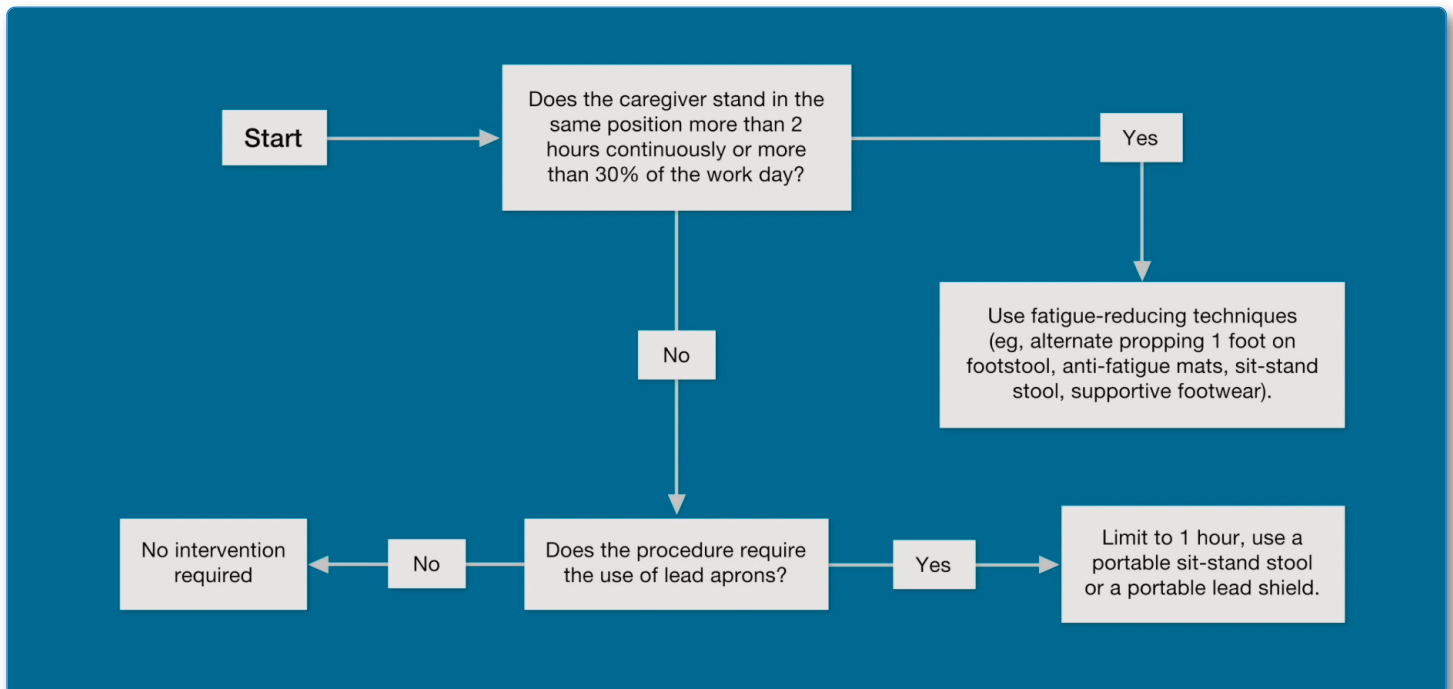 Start
Does the caregiver stand in the
same position more than 2
hours continuously or more
than 30% of the work day?
Yes
Use fatigue-reducing techniques
(eg, alternate propping 1 foot on
footstool, anti-fatigue mats, sit-stand
stool, supportive footwear).
No
Does the procedure require
the use of lead aprons?
No
No intervention
required
Yes
Limit to 1 hour, use a
portable sit-stand stool
or a portable lead shield.